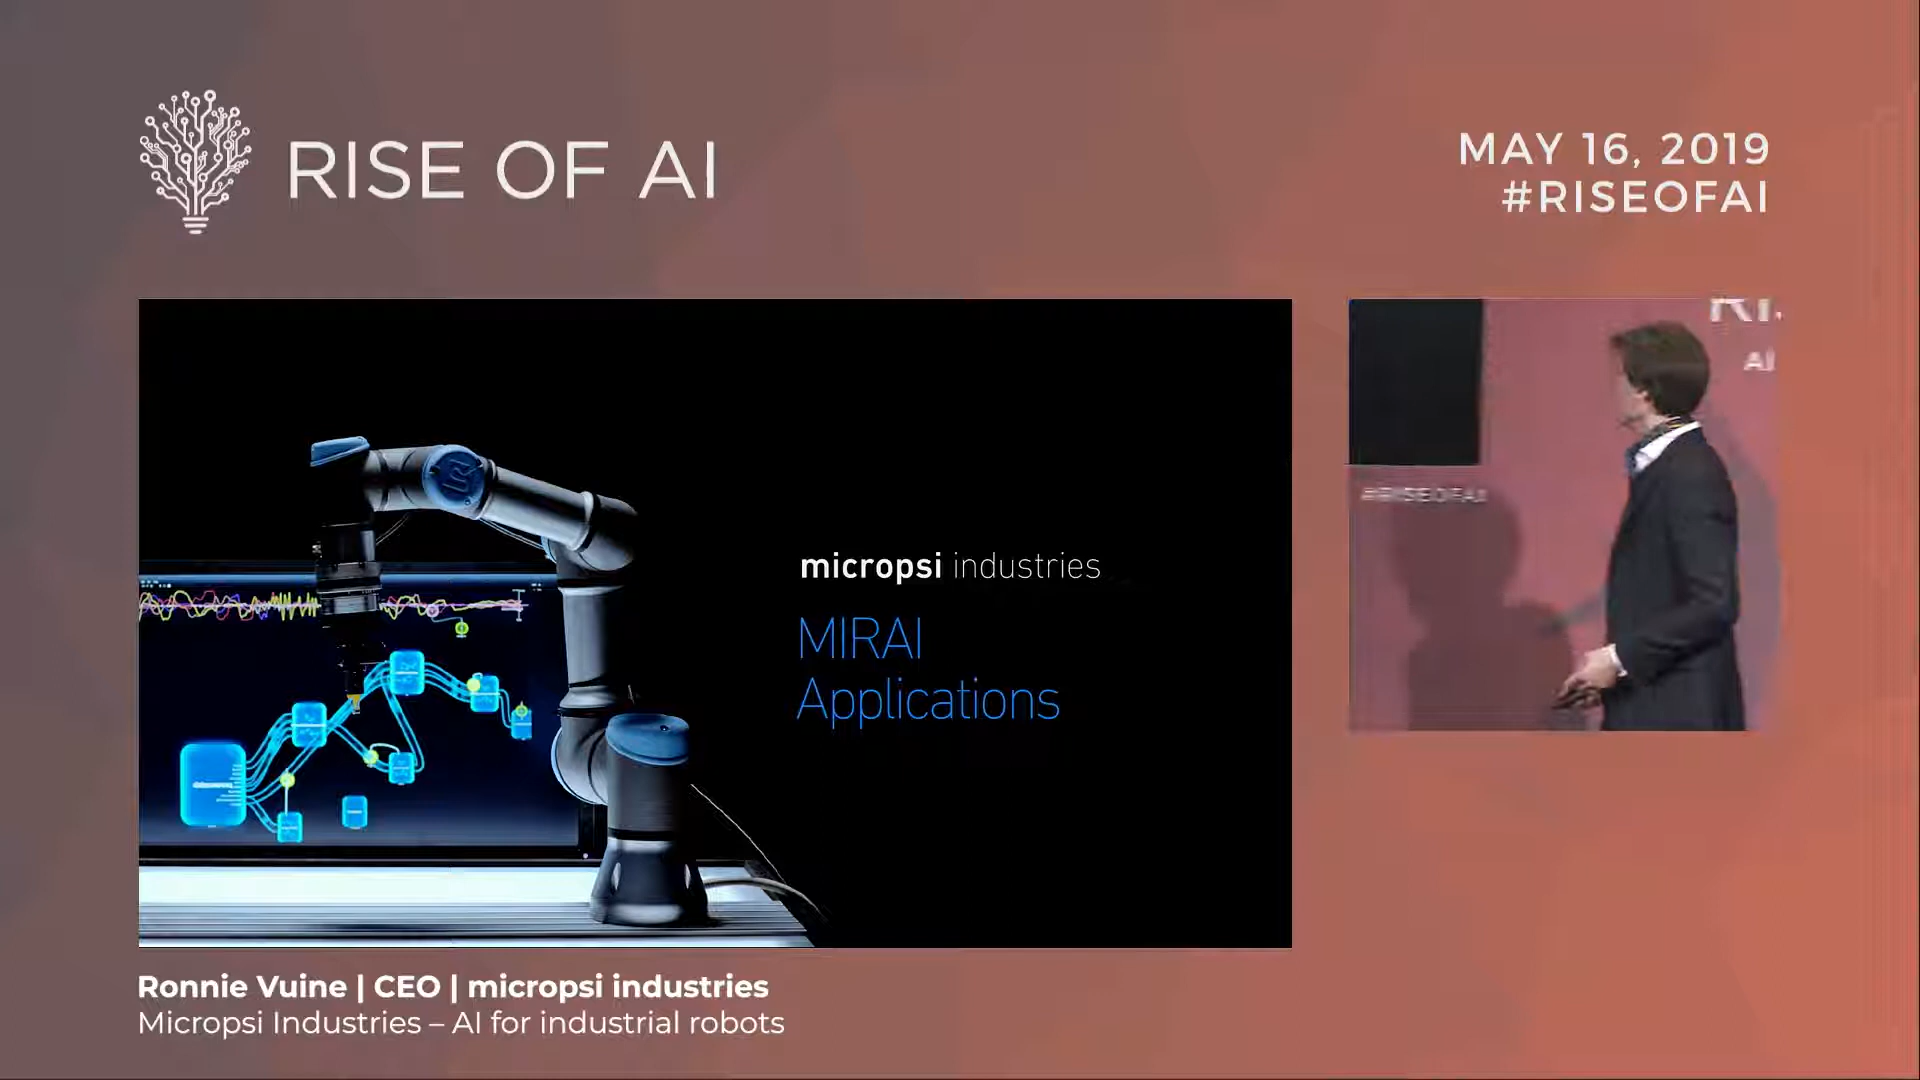 RISE OF AI
MAY 16, 2019
#RISEOFAI
micropsi industries
MIRAI
Applications
#RISEOFAI
Ronnie Vuine | CEO | micropsi industries
Micropsi Industries – AI for industrial robots